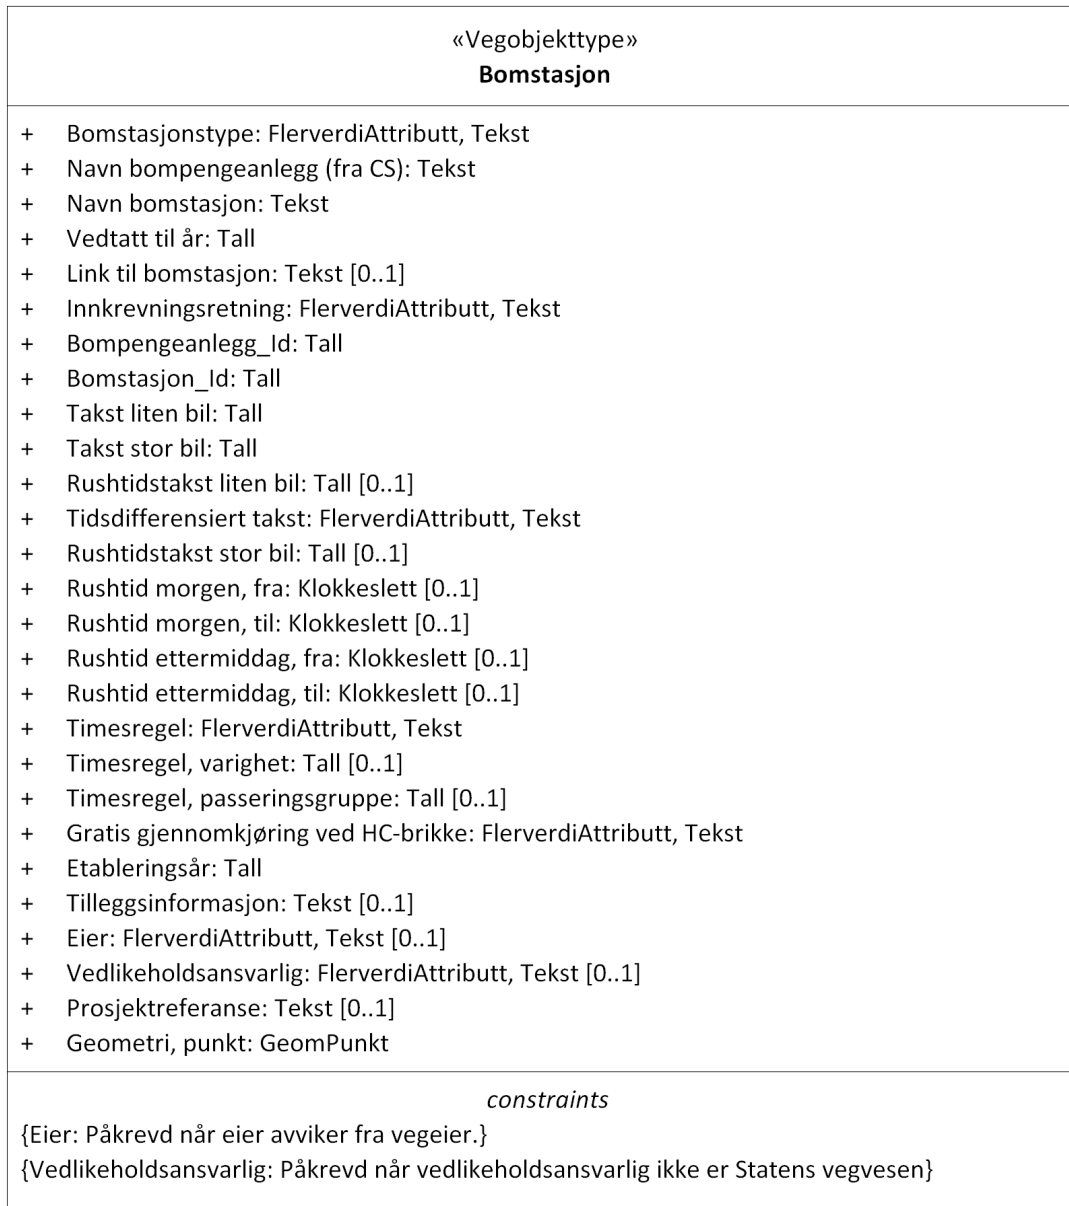 «Vegobjekttype»
Bomstasjon
+ Bomstasjonstype: FlerverdiAttributt, Tekst
+ Navn bompengeanlegg (fra CS): Tekst
+ Navn bomstasjon: Tekst
+ Vedtatt til år: Tall
+ Link til bomstasjon: Tekst [0..1]
+ Innkrevningsretning: FlerverdiAttributt, Tekst
+ Bompengeanlegg_Id: Tall
+ Bomstasjon_Id: Tall
+ Takst liten bil: Tall
+ Takst stor bil: Tall
+ Rushtidstakst liten bil: Tall [0..1]
+ Tidsdifferensiert takst: FlerverdiAttributt, Tekst
+ Rushtidstakst stor bil: Tall [0..1]
+ Rushtid morgen, fra: Klokkeslett [0..1]
+ Rushtid morgen, til: Klokkeslett [0..1]
+ Rushtid ettermiddag, fra: Klokkeslett [0..1]
+ Rushtid ettermiddag, til: Klokkeslett [0..1]
+ Timesregel: FlerverdiAttributt, Tekst
+ Timesregel, varighet: Tall [0..1]
+ Timesregel, passeringsgruppe: Tall [0..1]
+ Gratis gjennomkjøring ved HC-brikke: FlerverdiAttributt, Tekst
+ Etableringsår: Tall
+ Tilleggsinformasjon: Tekst [0..1]
+ Eier: FlerverdiAttributt, Tekst [0..1]
+ Vedlikeholdsansvarlig: FlerverdiAttributt, Tekst [0..1]
+ Prosjektreferanse: Tekst [0..1]
+ Geometri, punkt: GeomPunkt
constraints
{Eier: Påkrevd når eier avviker fra vegeier.}
{Vedlikeholdsansvarlig: Påkrevd når vedlikeholdsansvarlig ikke er Statens vegvesen}